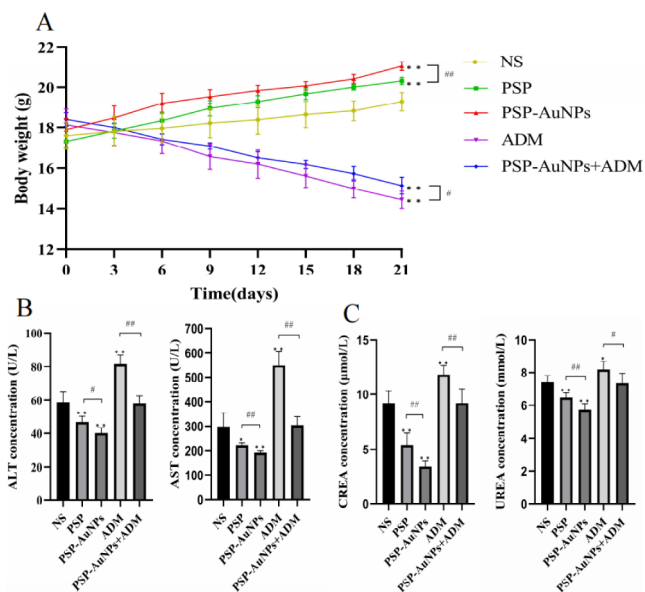 A
Body weight (g)
22
20
18
16
14
12
0 3 6 9 12 15 18 21
Time(days)
** ##
**
** #
**
NS
PSP
PSP-AuNPs
ADM
PSP-AuNPs+ADM
B
ALT concentration (U/L)
100
80
60
40
20
0
** # ** ** ##
NS PSP PSP-AuNPs ADM PSP-AuNPs+ADM
AST concentration (U/L)
700
600
500
400
300
200
100
0
* ## ** ** ##
NS PSP PSP-AuNPs ADM PSP-AuNPs+ADM
C
CREA concentration (μmol/L)
15
10
5
0
** ## ** ** ##
NS PSP PSP-AuNPs ADM PSP-AuNPs+ADM
UREA concentration (mmol/L)
10
8
6
4
2
0
** ## ** * #
NS PSP PSP-AuNPs ADM PSP-AuNPs+ADM